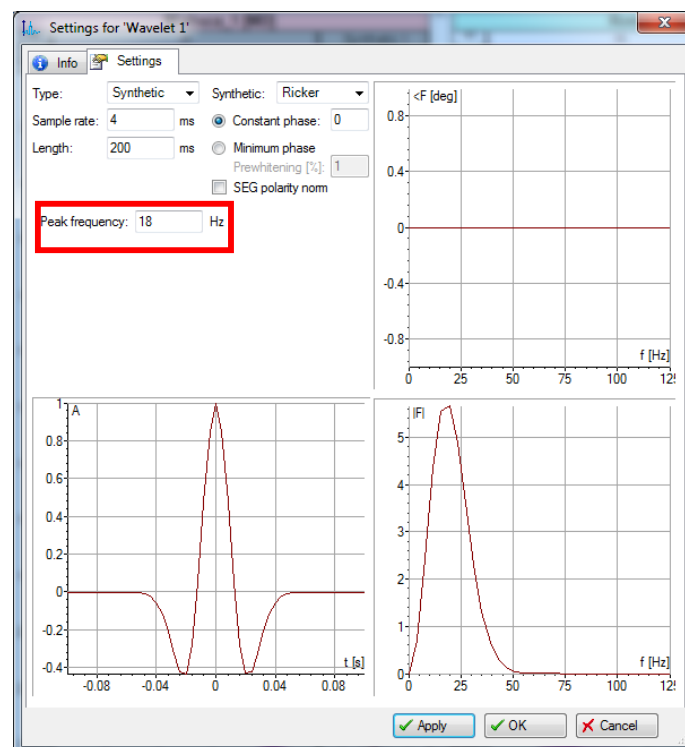 Settings for 'Wavelet 1'
Info Settings
Type: Synthetic Synthetic: Ricker
Sample rate: 4 ms Constant phase: 0
Length: 200 ms Minimum phase
Prewhitening [%]: 1
SEG polarity norm
Peak frequency: 18 Hz
<F [deg]
0.8
0.4
0
-0.4
-0.8
f [Hz]
0 25 50 75 100 125
A
1
0.8
0.6
0.4
0.2
0
-0.2
-0.4
t [s]
-0.08 -0.04 0 0.04 0.08
|F|
5
4
3
2
1
0
f [Hz]
0 25 50 75 100 12
Apply OK Cancel